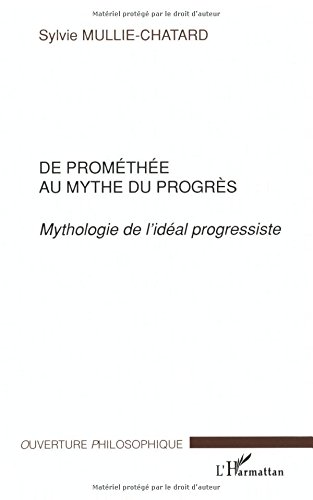 Matériel protégé par le droit d'auteur
Sylvie MULLIE-CHATARD
DE PROMÉTHÉE
AU MYTHE DU PROGRÈS
Mythologie de l'idéal progressiste
OUVERTURE PHILOSOPHIQUE
L'Harmattan
Matériel protégé par le droit d'auteur